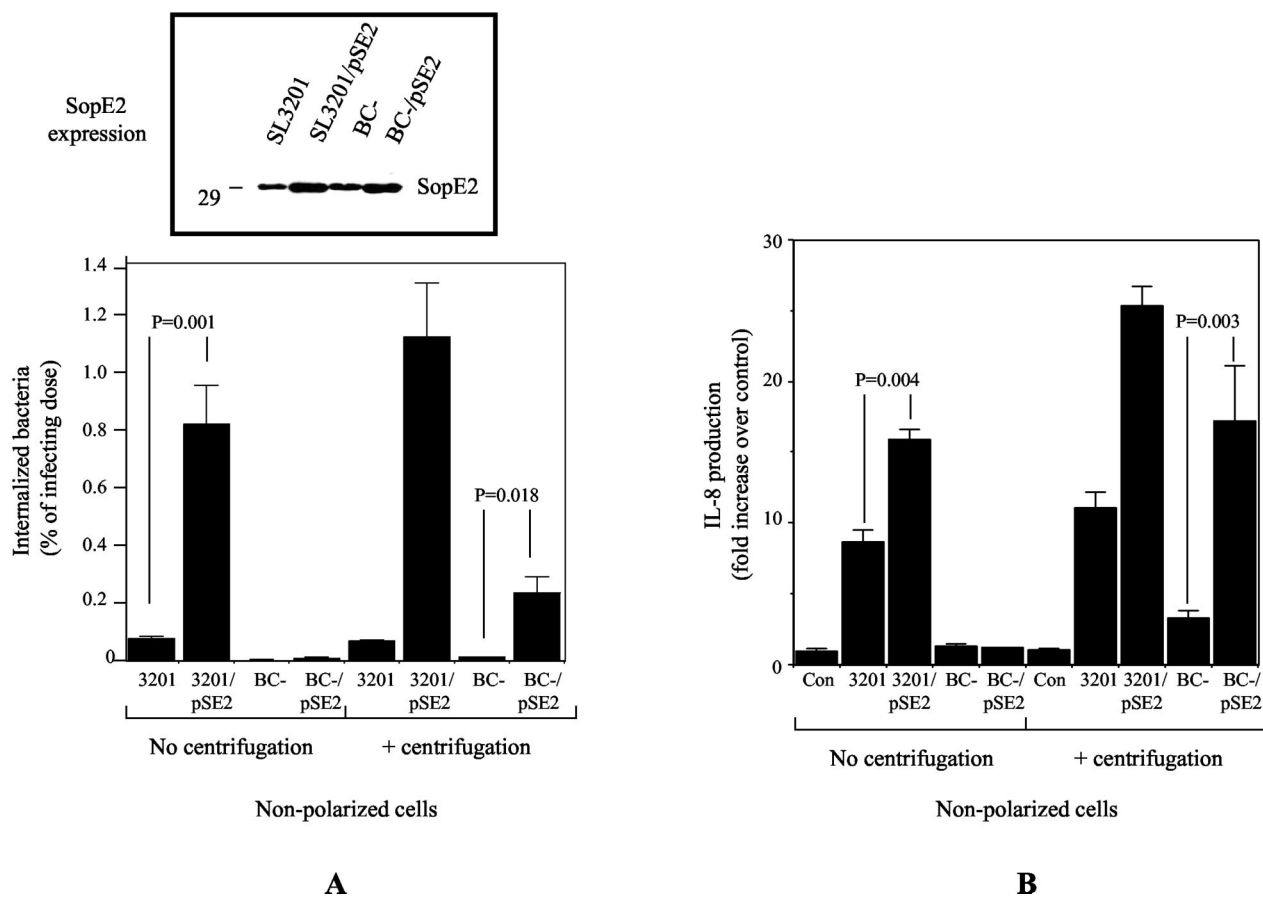 SopE2
expression
SL3201
SL3201/pSE2
BC-
BC-/pSE2
29
SopE2
Internalized bacteria
(% of infecting dose)
1.4
1.2
1.0
0.8
0.6
0.4
0.2
0
P=0.001
P=0.018
3201
3201/
pSE2
BC-
BC-/
pSE2
3201
3201/
pSE2
BC-
BC-/
pSE2
No centrifugation
+ centrifugation
Non-polarized cells
A
IL-8 production
(fold increase over control)
30
20
10
0
P=0.004
P=0.003
Con
3201
3201/
pSE2
BC-
BC-/
pSE2
Con
3201
3201/
pSE2
BC-
BC-/
pSE2
No centrifugation
+ centrifugation
Non-polarized cells
B